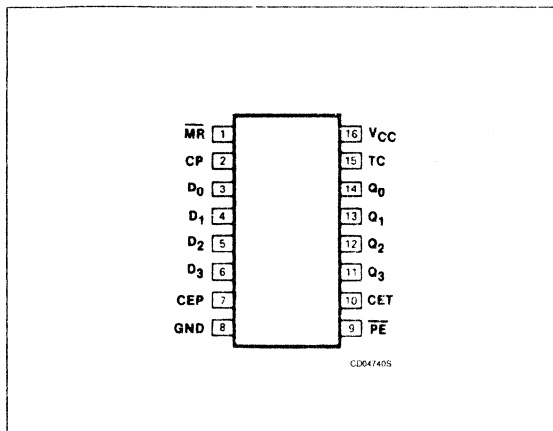 MR 1 16 VCC
CP 2 15 TC
D0 3 14 Q0
D1 4 13 Q1
D2 5 12 Q2
D3 6 11 Q3
CEP 7 10 CET
GND 8 9 PE
CD04740S